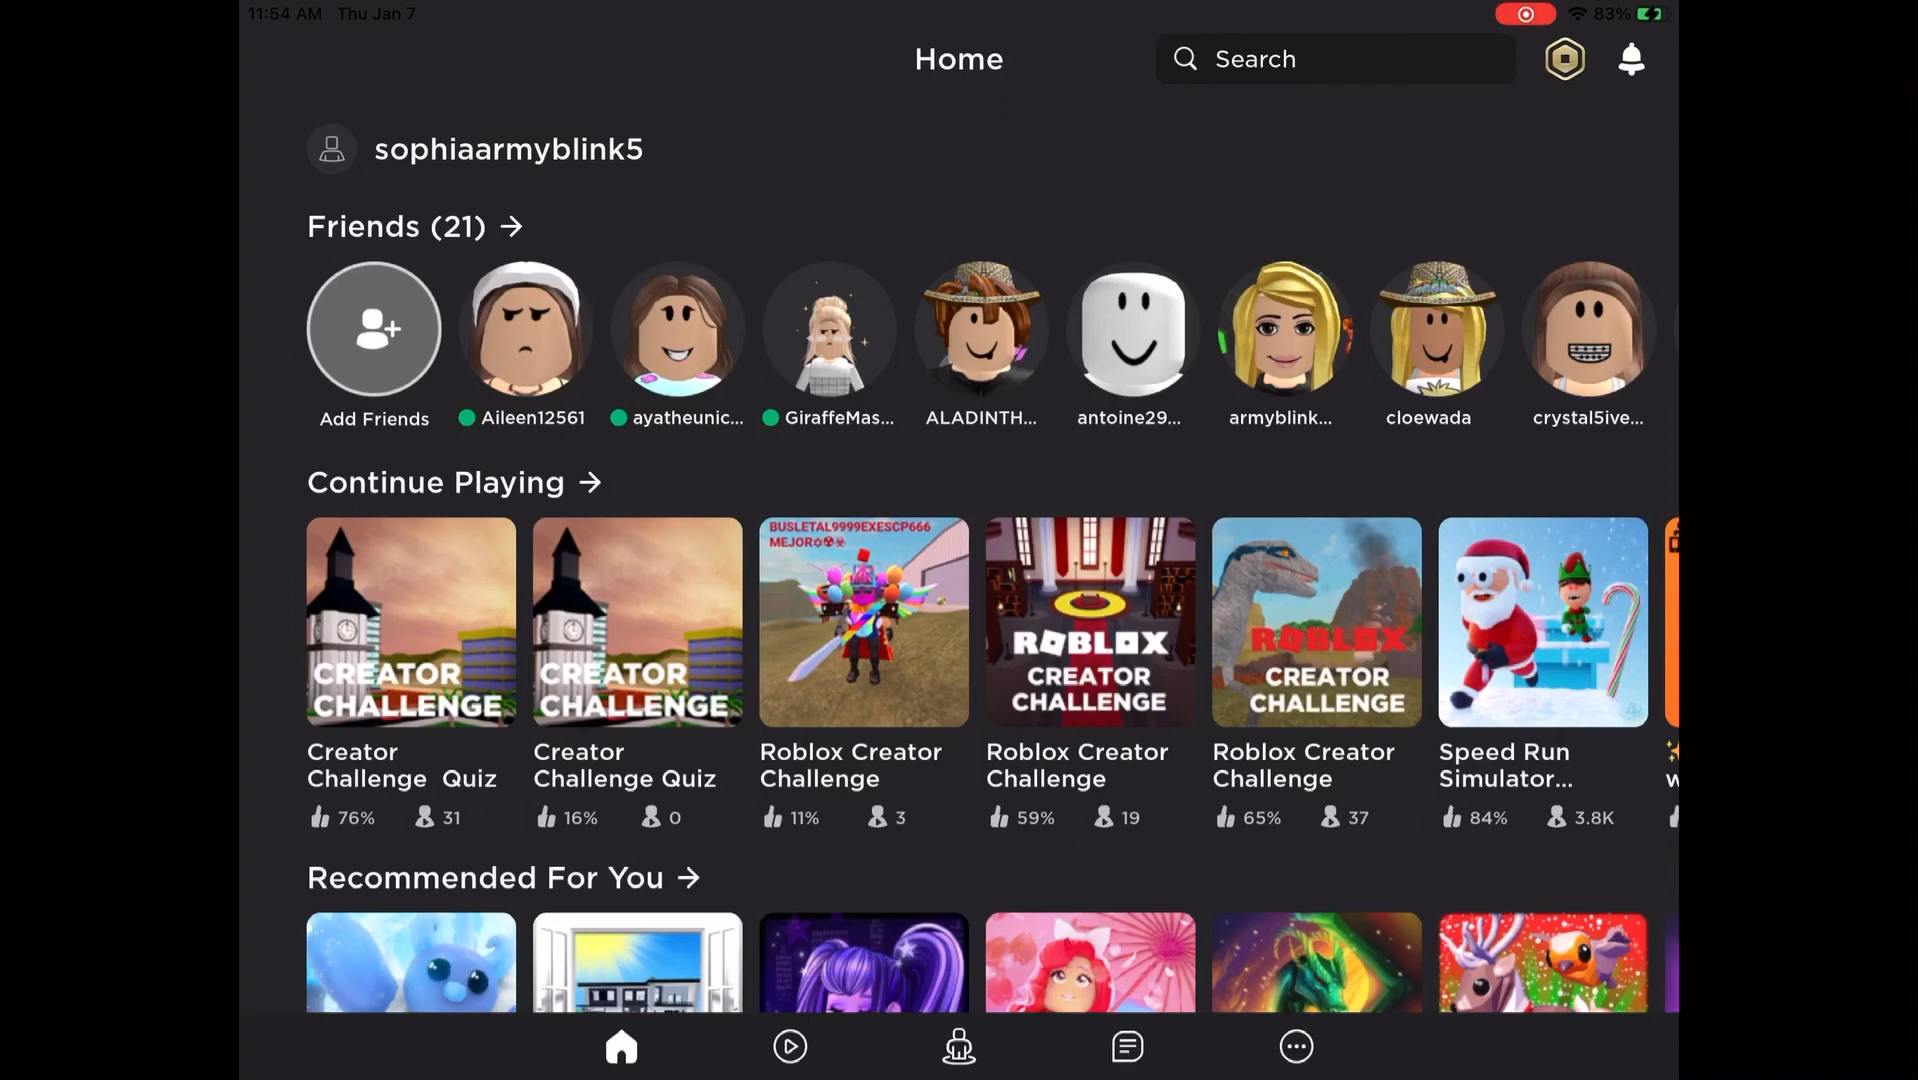 11:54 AM Thu Jan 7
83%
Home
Search
sophiaarmyblink5
Friends (21) →
Add Friends
Aileen12561
ayatheunic...
GiraffeMas...
ALADINTH...
antoine29...
armyblink...
cloewada
crystal5ive...
Continue Playing →
CREATOR
CHALLENGE
CREATOR
CHALLENGE
BUSLETAL9999EXESCP666
MEJOR✡☢☣
ROBLOX
CREATOR
CHALLENGE
ROBLOX
CREATOR
CHALLENGE
Creator
Challenge Quiz
Creator
Challenge Quiz
Roblox Creator
Challenge
Roblox Creator
Challenge
Roblox Creator
Challenge
Speed Run
Simulator...
76% 31
16% 0
11% 3
59% 19
65% 37
84% 3.8K
Recommended For You →